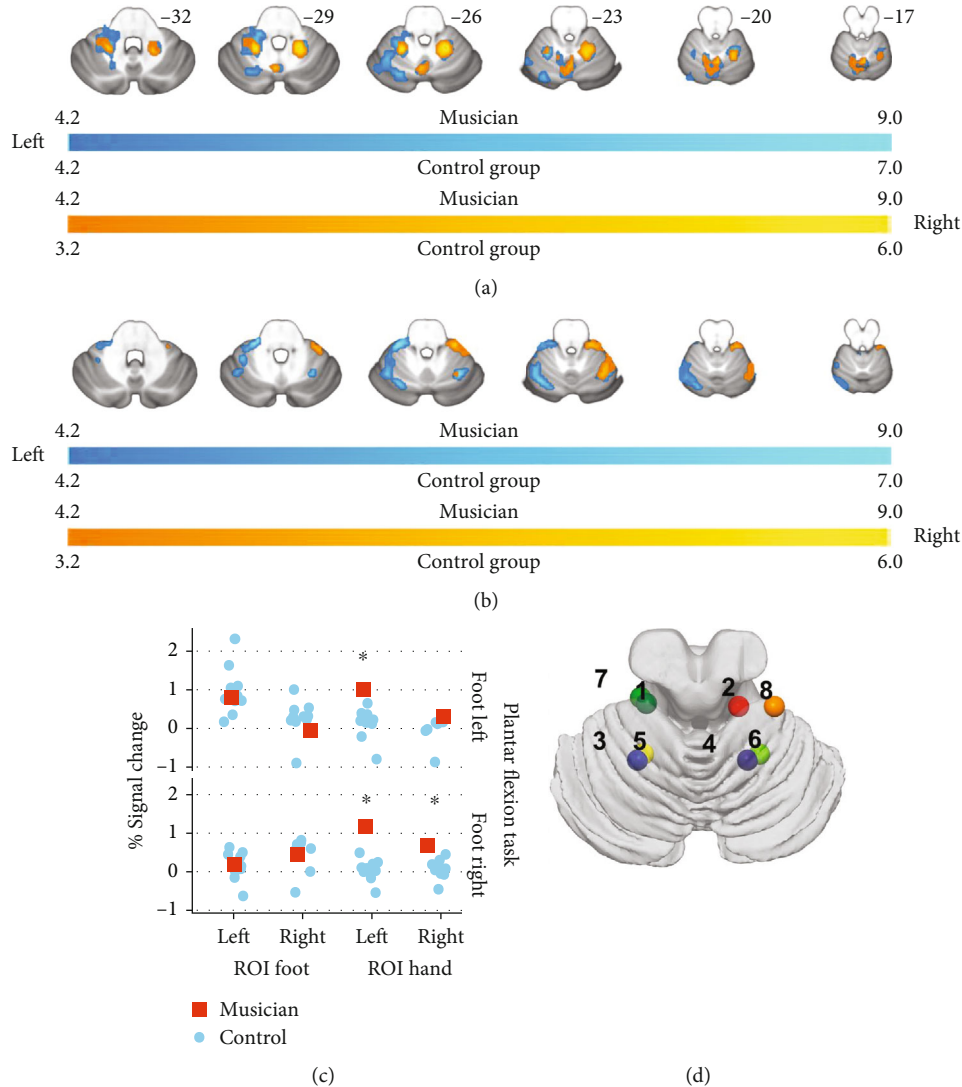 –32 –29 –26 –23 –20 –17
4.2 Musician 9.0
Left
4.2 Control group 7.0
4.2 Musician 9.0
Right
3.2 Control group 6.0
(a)
4.2 Musician 9.0
Left
4.2 Control group 7.0
4.2 Musician 9.0
Right
3.2 Control group 6.0
(b)
% Signal change
2
1
0
–1
2
1
0
–1
*
* *
Foot left
Foot right
Plantar flexion task
Left Right Left Right
ROI foot ROI hand
Musician
Control
(c)
7 1 2 8
3 5 4 6
(d)